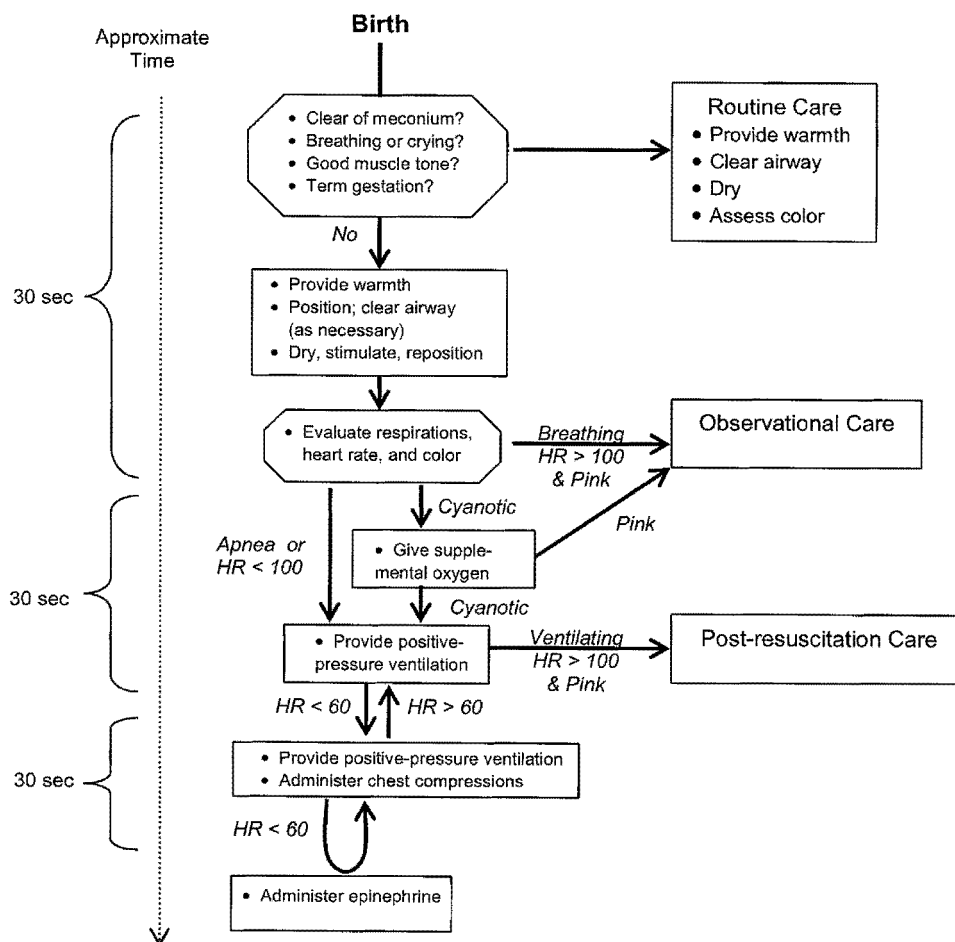 Approximate
Time
Birth
• Clear of meconium?
• Breathing or crying?
• Good muscle tone?
• Term gestation?
Routine Care
• Provide warmth
• Clear airway
• Dry
• Assess color
No
30 sec
• Provide warmth
• Position; clear airway
(as necessary)
• Dry, stimulate, reposition
• Evaluate respirations,
heart rate, and color
Breathing
HR > 100
& Pink
Observational Care
Cyanotic
Pink
Apnea or
HR < 100
• Give supple-
mental oxygen
30 sec
Cyanotic
• Provide positive-
pressure ventilation
Ventilating
HR > 100
& Pink
Post-resuscitation Care
HR < 60
HR > 60
30 sec
• Provide positive-pressure ventilation
• Administer chest compressions
HR < 60
• Administer epinephrine